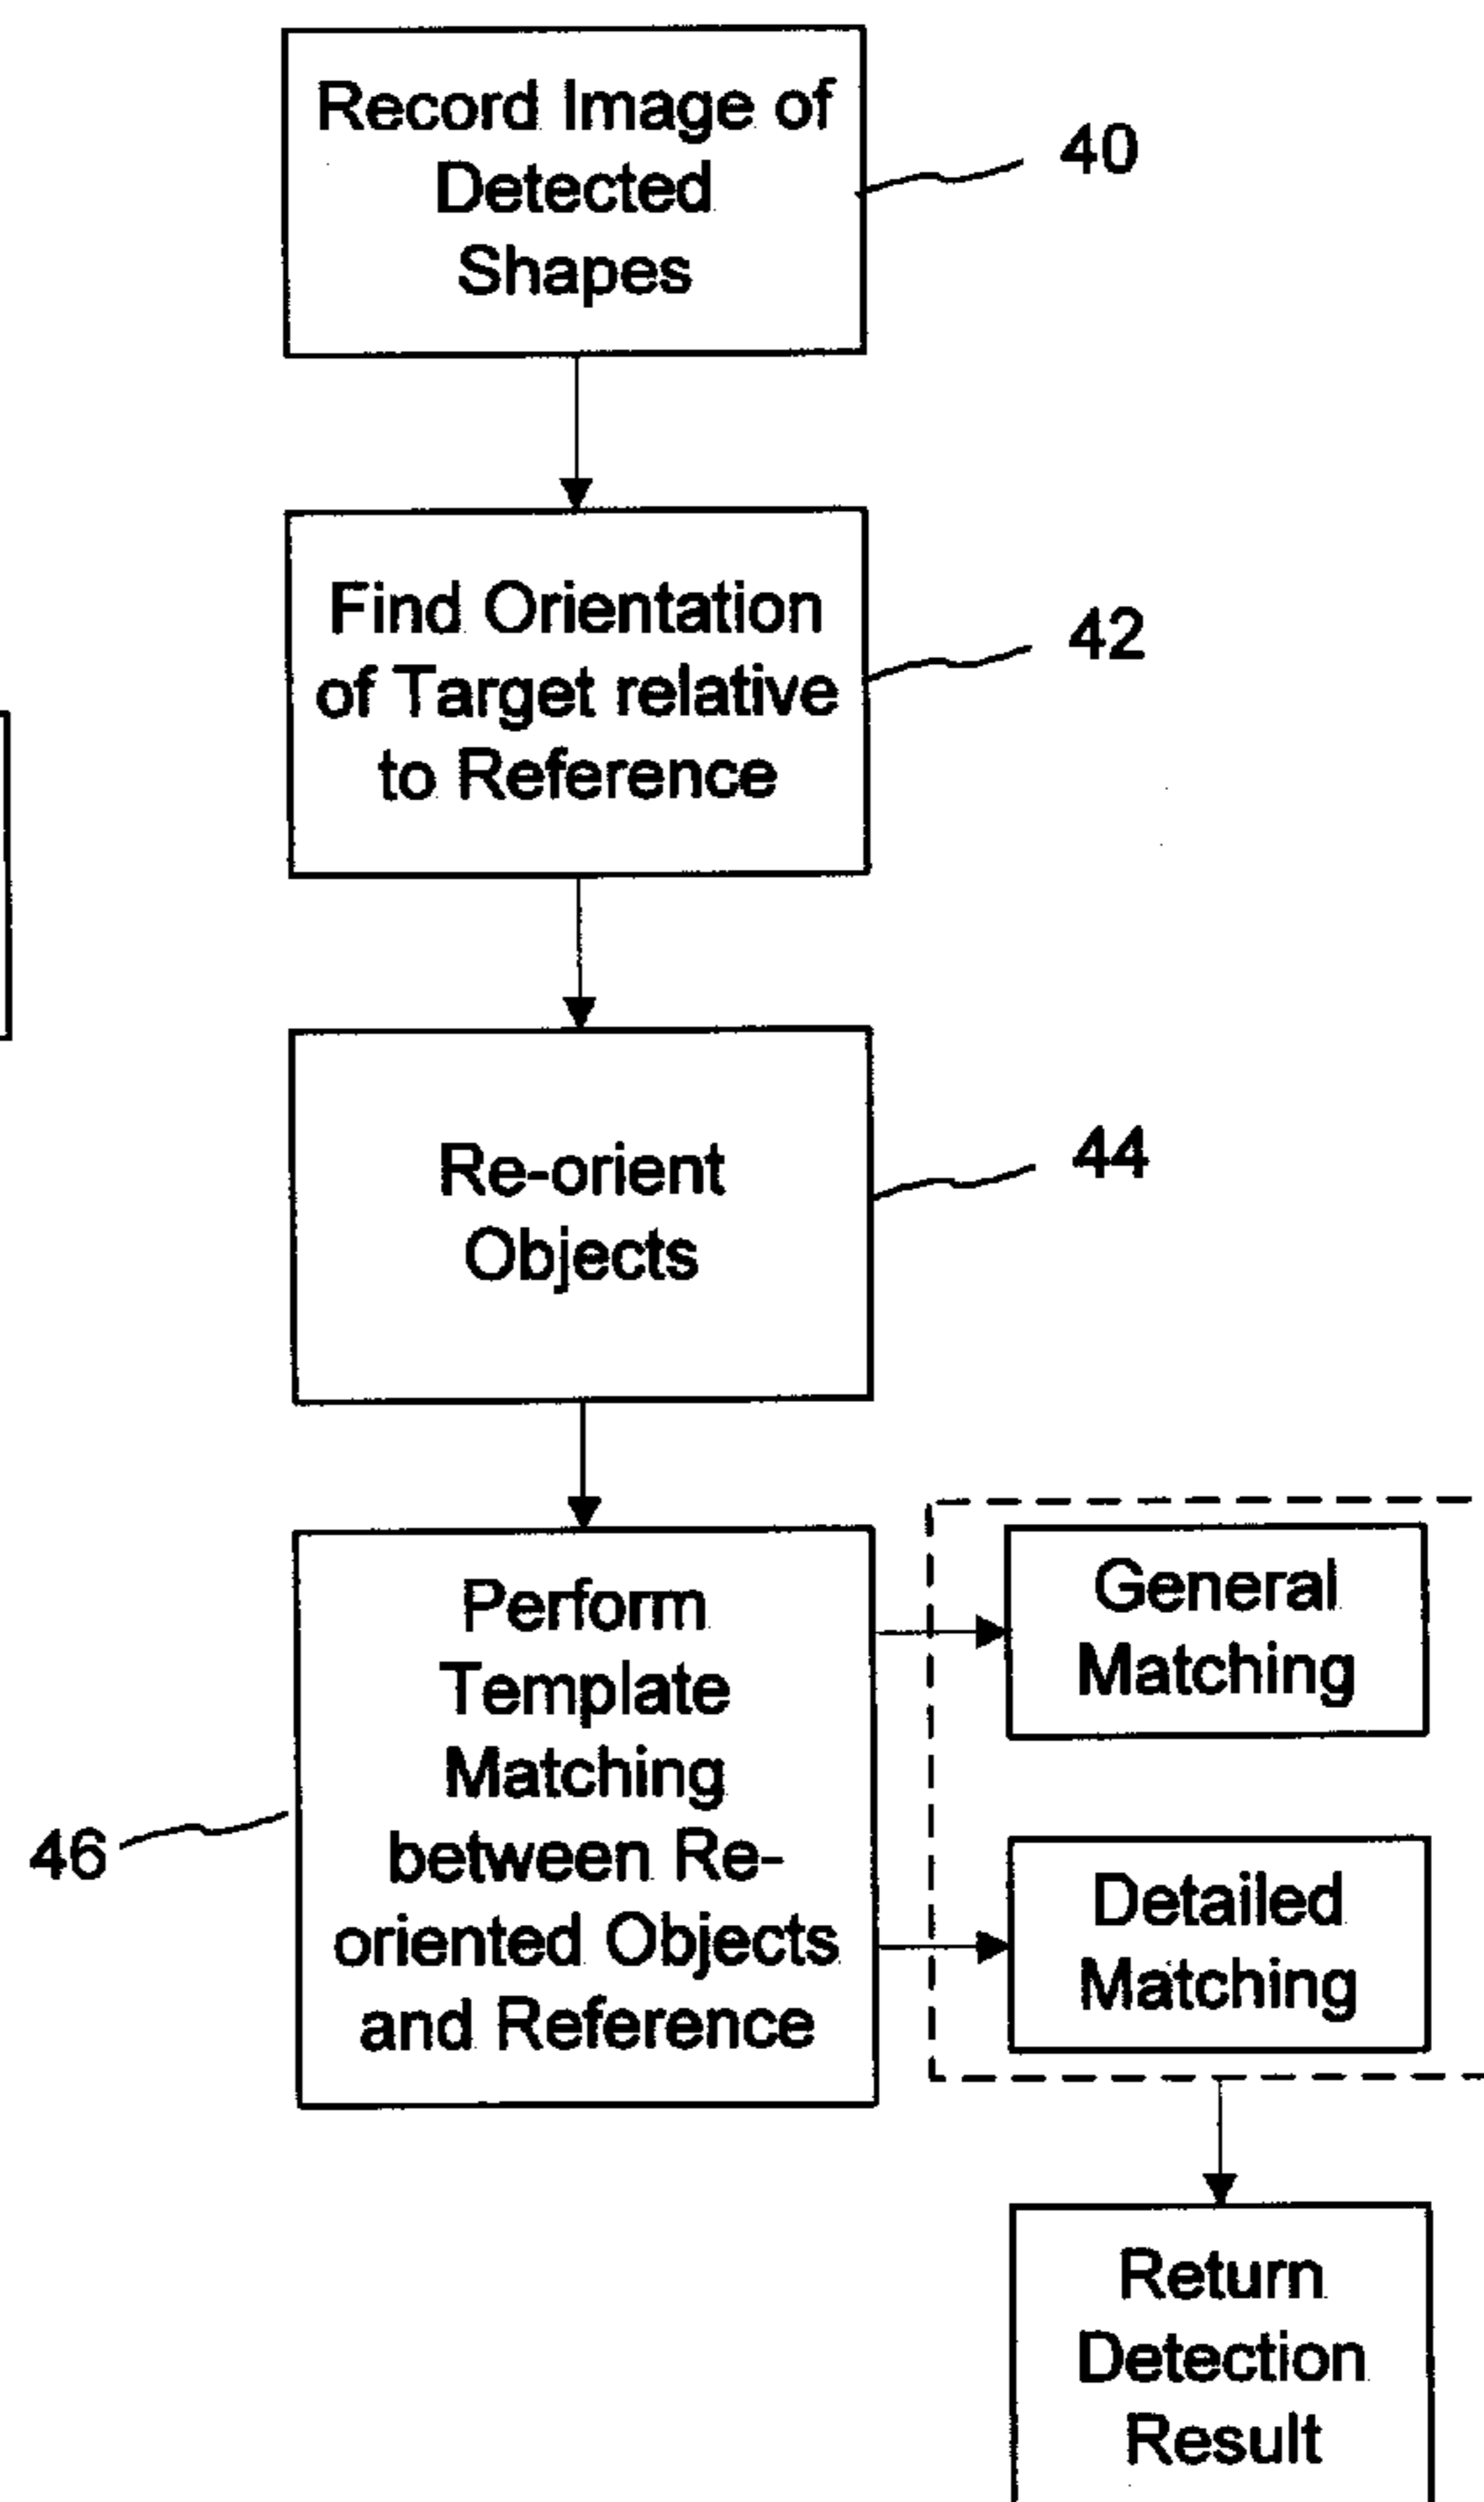 Record Image of
Detected
Shapes
40
Find Orientation
of Target relative
to Reference
42
Re-orient
Objects
44
Perform
Template
Matching
between Re-
oriented Objects
and Reference
46
General
Matching
Detailed
Matching
Return
Detection
Result